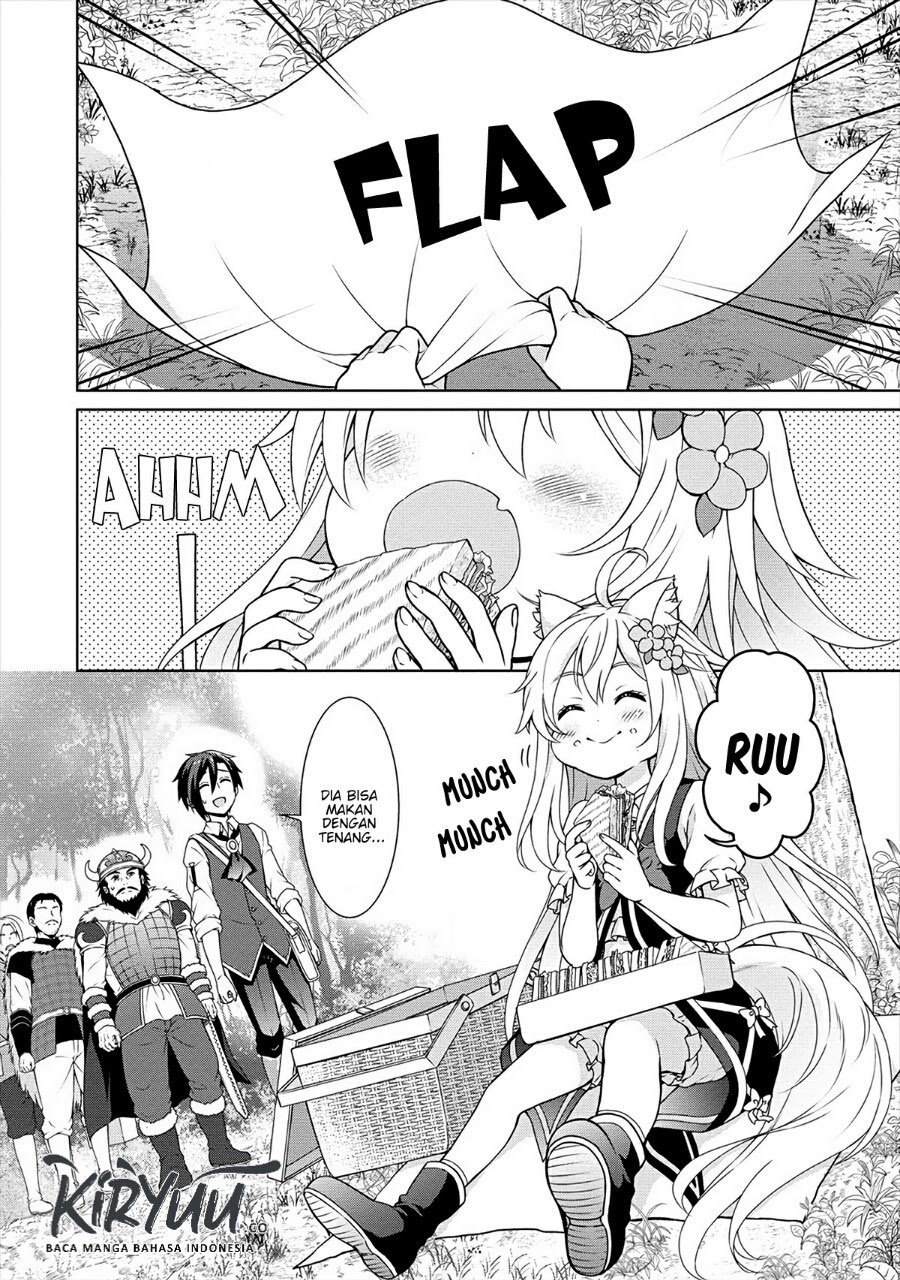 FLAP
AHHM
RUU
♪
MUNCH
MUNCH
DIA BISA
MAKAN
DENGAN
TENANG...
KIRYUU
.CO
BACA MANGA BAHASA INDONESIA